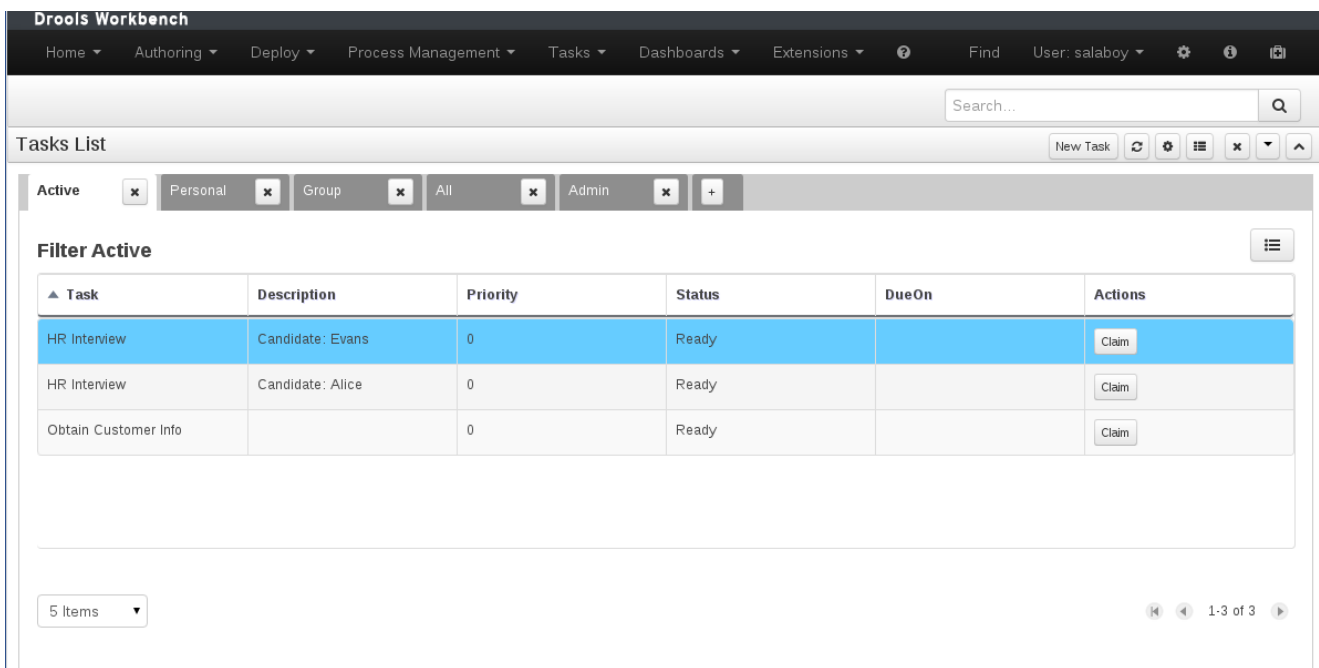 Drools Workbench
Home Authoring Deploy Process Management Tasks Dashboards Extensions Find User: salaboy
Search...
Tasks List New Task
Active Personal Group All Admin +
Filter Active
Task Description Priority Status DueOn Actions
HR Interview Candidate: Evans 0 Ready Claim
HR Interview Candidate: Alice 0 Ready Claim
Obtain Customer Info 0 Ready Claim
5 Items 1-3 of 3